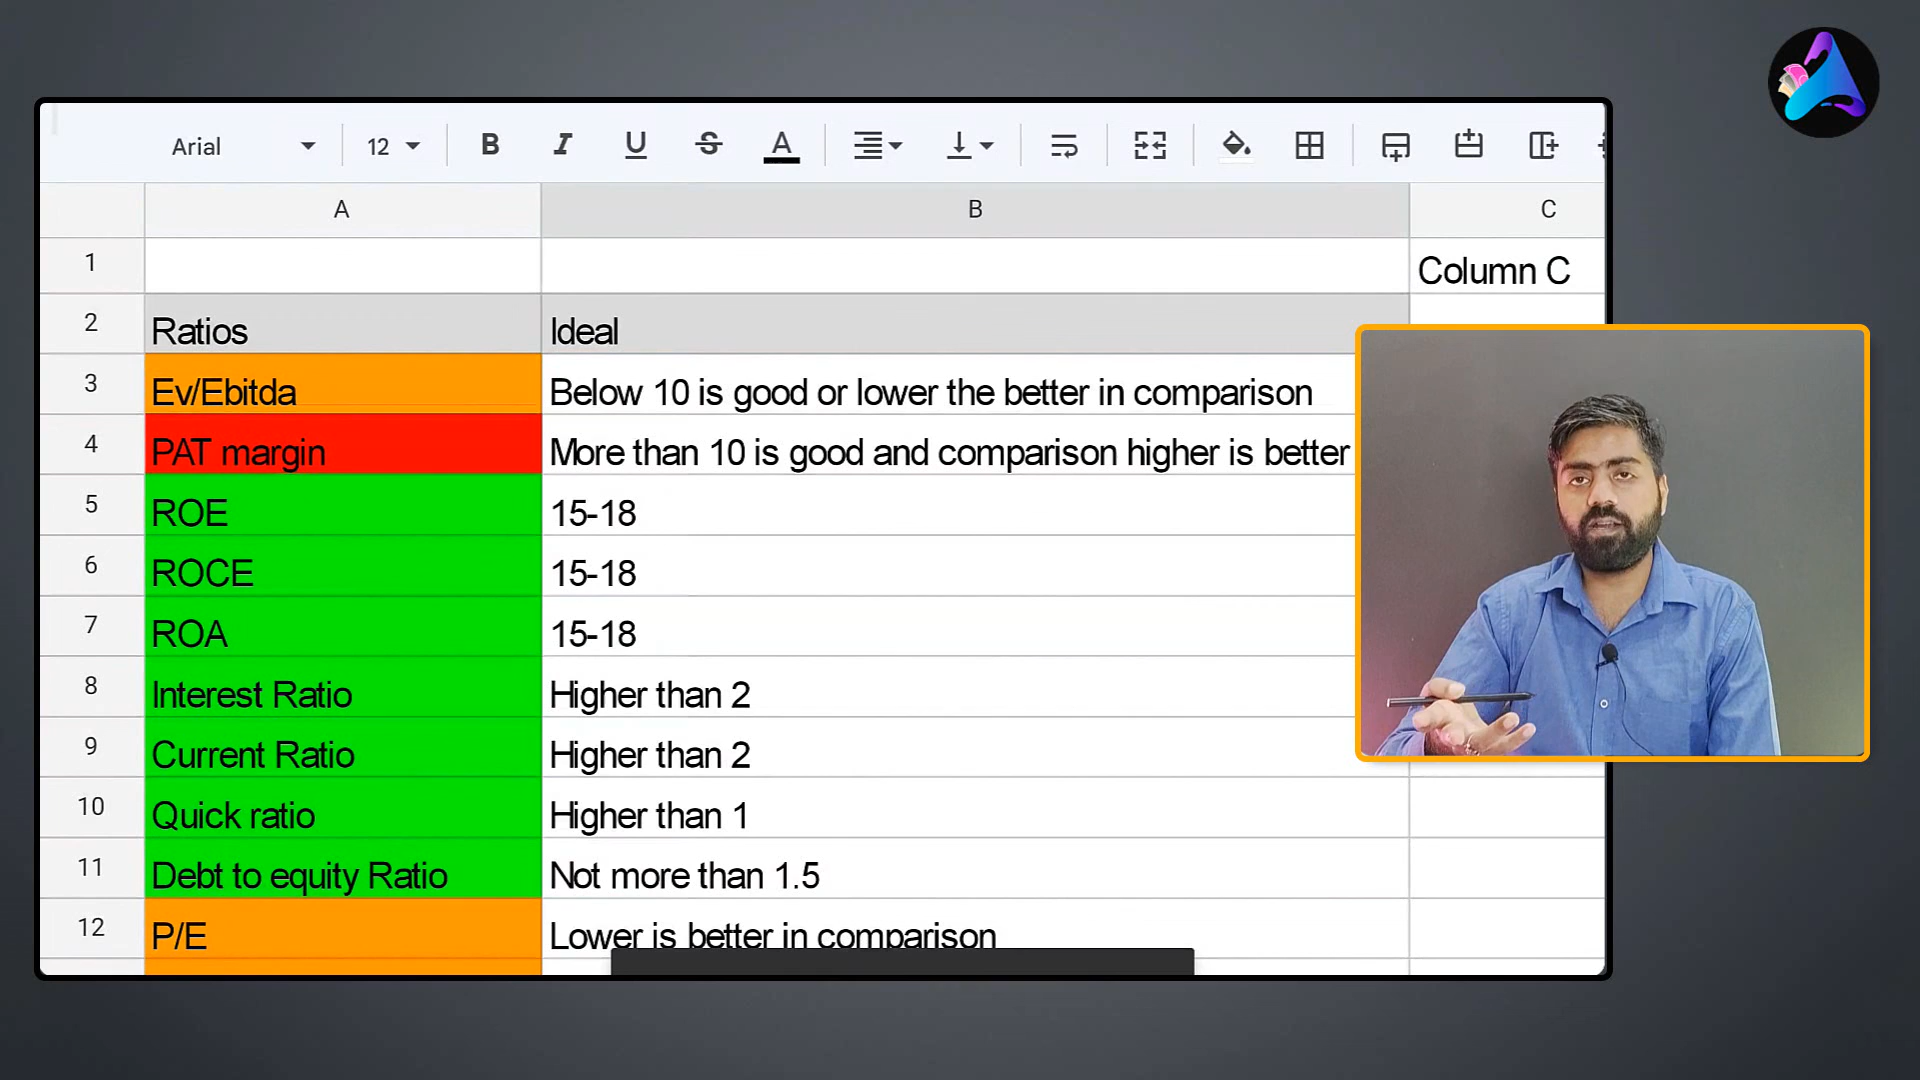 Arial 12 B I U S A
A B C
1 Column C
2 Ratios Ideal
3 Ev/Ebitda Below 10 is good or lower the better in comparison
4 PAT margin More than 10 is good and comparison higher is better
5 ROE 15-18
6 ROCE 15-18
7 ROA 15-18
8 Interest Ratio Higher than 2
9 Current Ratio Higher than 2
10 Quick ratio Higher than 1
11 Debt to equity Ratio Not more than 1.5
12 P/E Lower is better in comparison